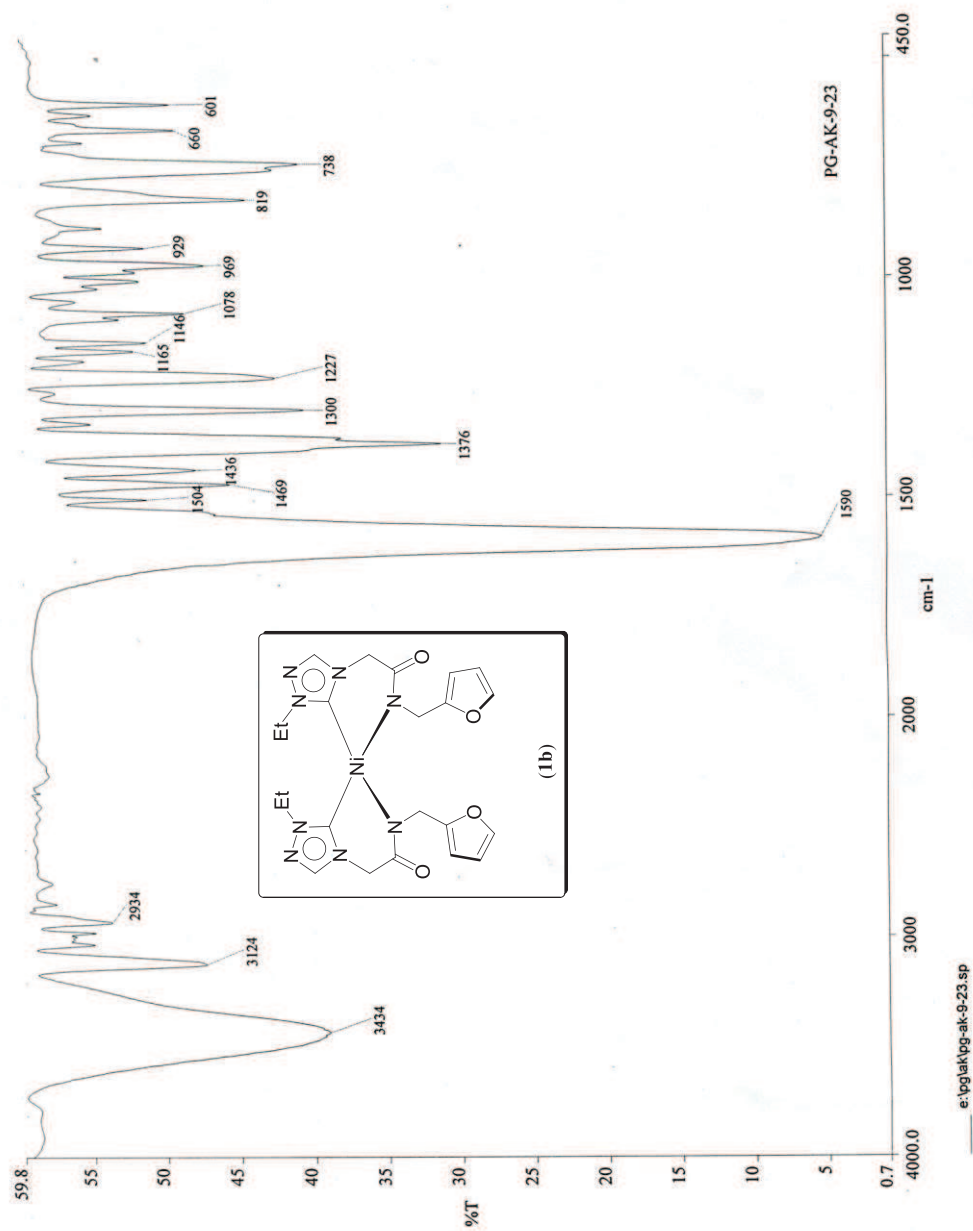 59.8
55
50
45
40
35
30
25
20
15
10
5
0.7
%T
3434
3124
2934
1590
1504
1469
1436
1376
1300
1227
1165
1146
1078
969
929
819
738
660
601
Et
N
N
N
O
N
Ni
Et
N
N
N
O
N
O
O
(1b)
PG-AK-9-23
4000.0
3000
2000
1500
1000
450.0
cm-1
e:\pg\ak\pg-ak-9-23.sp